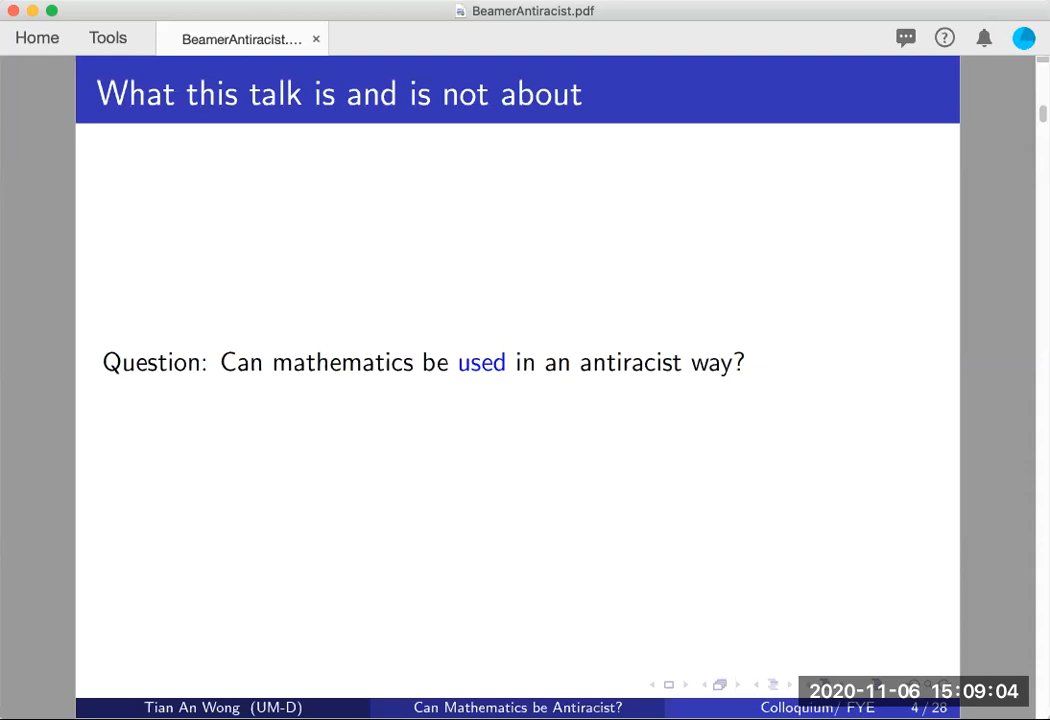 BeamerAntiracist.pdf
Home Tools BeamerAntiracist.... ×
What this talk is and is not about
Question: Can mathematics be used in an antiracist way?
2020-11-06 15:09:04
Tian An Wong (UM-D) Can Mathematics be Antiracist? Colloquium/ FYE 4 / 28